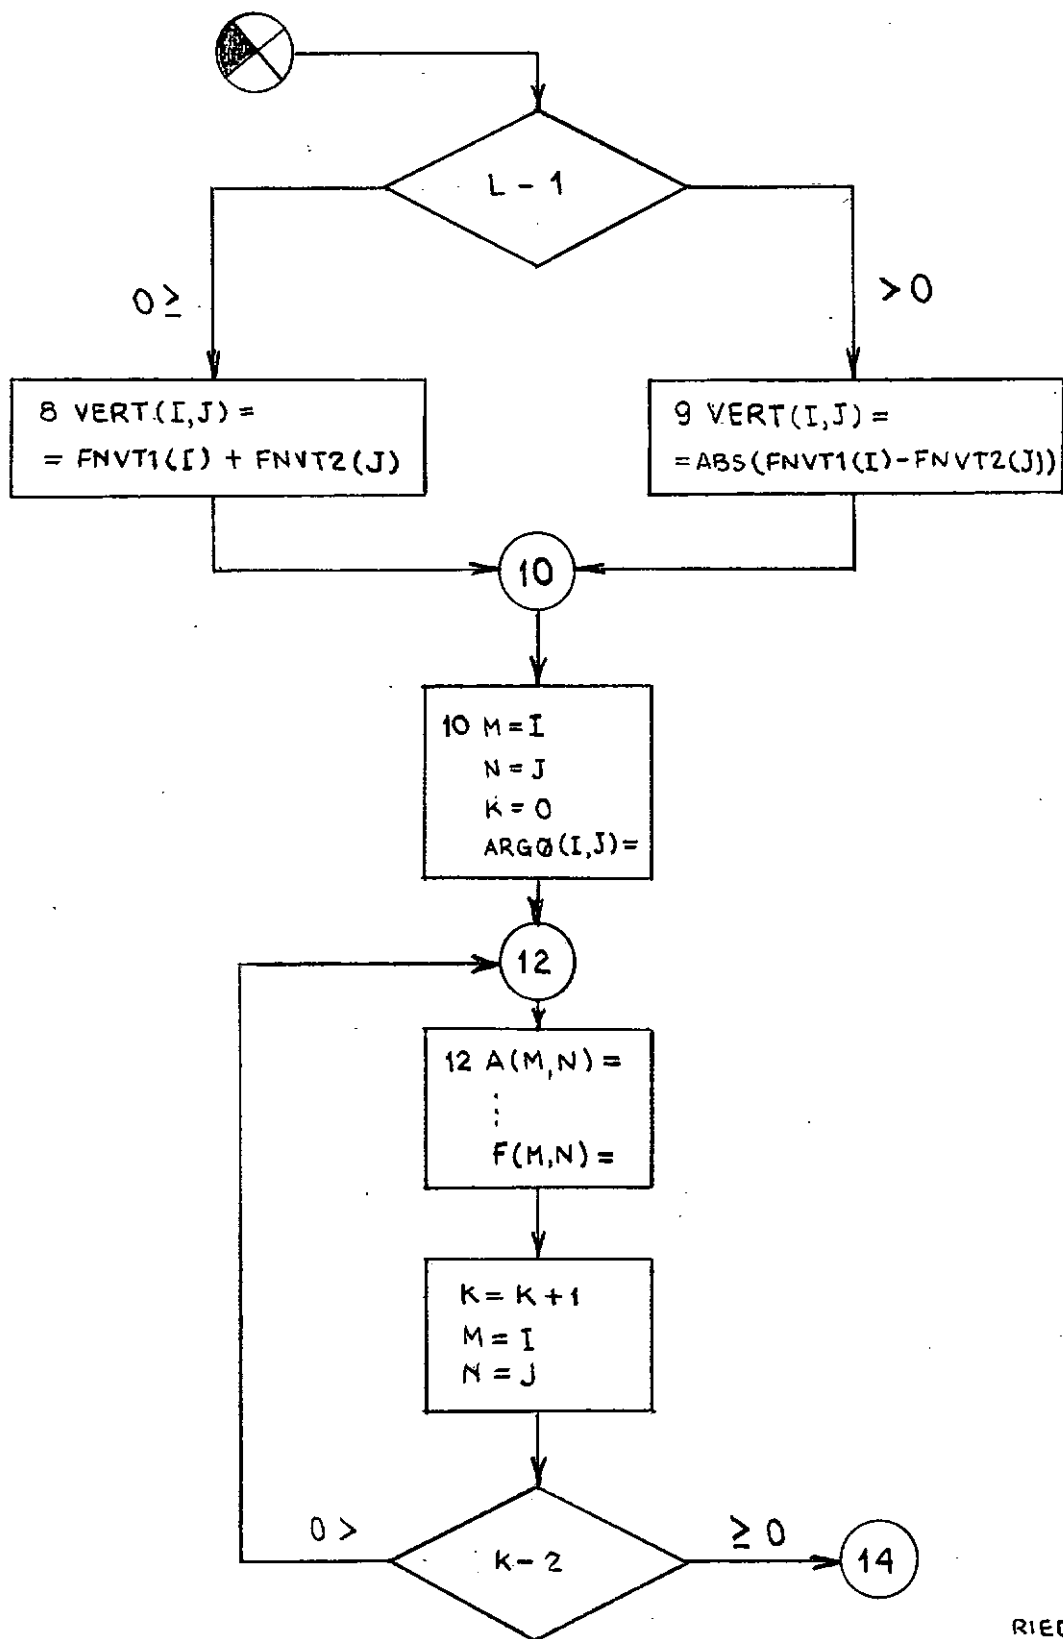 L - 1
0 ≥
> 0
8 VERT.(I,J) =
= FNVT1(I) + FNVT2(J)
9 VERT(I,J) =
=ABS(FNVT1(I)-FNVT2(J))
10
10 M = I
N = J
K = 0
ARGØ(I,J)=
12
12 A(M,N) =
F(M,N) =
K = K + 1
M = I
N = J
0 >
K - 2
≥ 0
14